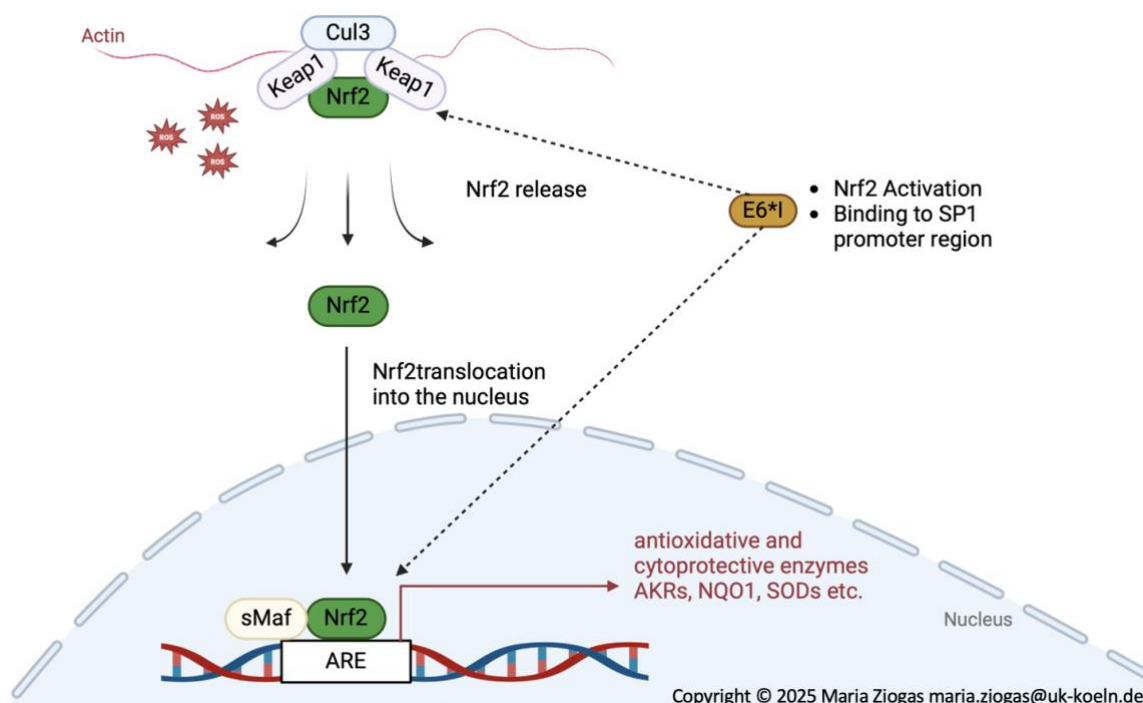 Actin
Cul3
Keap1
Keap1
Nrf2
ROS
ROS
ROS
Nrf2 release
E6*I
• Nrf2 Activation
• Binding to SP1
promoter region
Nrf2
Nrf2translocation
into the nucleus
antioxidative and
cytoprotective enzymes
AKRs, NQO1, SODs etc.
sMaf
Nrf2
Nucleus
ARE
Copyright © 2025 Maria Ziogas maria.ziogas@uk-koeln.de